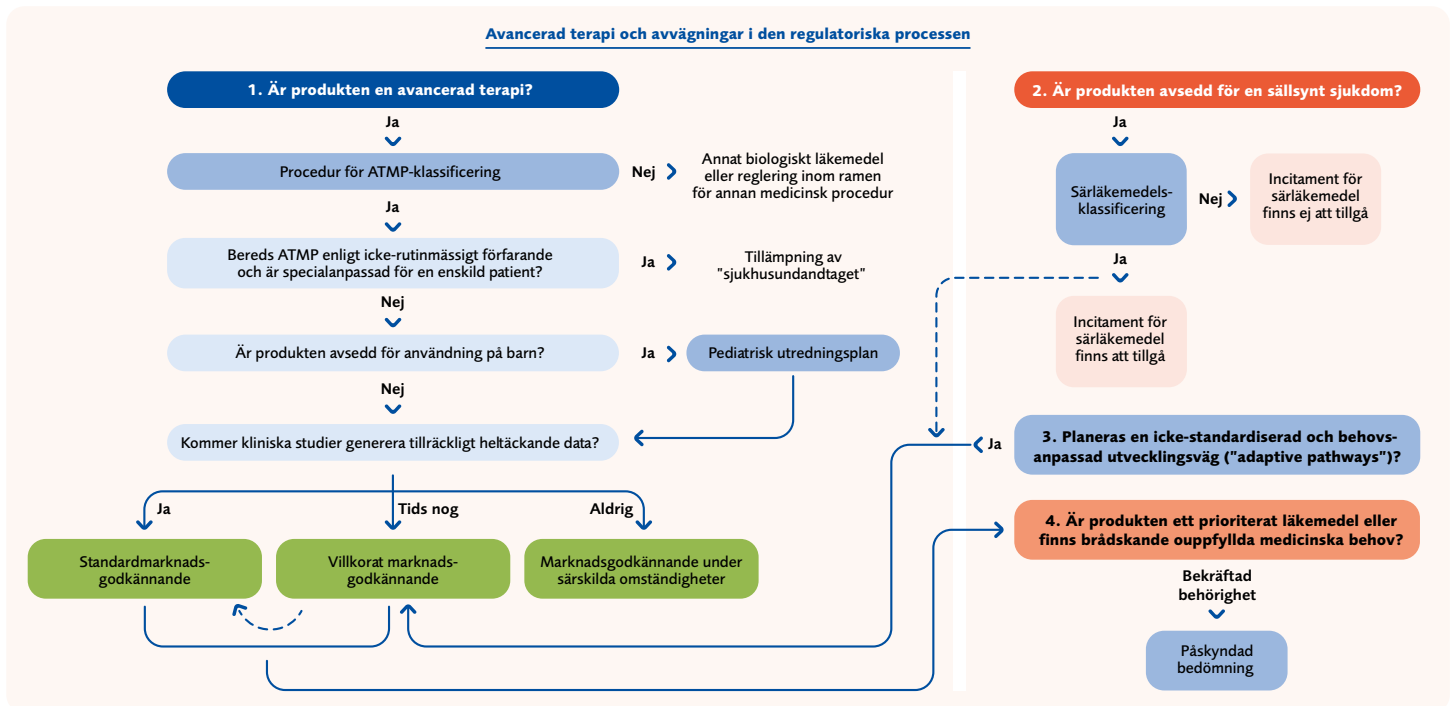 Avancerad terapi och avvägningar i den regulatoriska processen
1. Är produkten en avancerad terapi?
Ja
Procedur för ATMP-klassificering
Nej
Annat biologiskt läkemedel
eller reglering inom ramen
för annan medicinsk procedur
Ja
Bereds ATMP enligt icke-rutinmässigt förfarande
och är specialanpassad för en enskild patient?
Ja
Tillämpning av
"sjukhusundandtaget"
Nej
Är produkten avsedd för användning på barn?
Ja
Pediatrisk utredningsplan
Nej
Kommer kliniska studier generera tillräckligt heltäckande data?
Ja
Tids nog
Aldrig
Standardmarknads-
godkännande
Villkorat marknads-
godkännande
Marknadsgodkännande under
särskilda omständigheter
2. Är produkten avsedd för en sällsynt sjukdom?
Ja
Särläkemedels-
klassificering
Nej
Incitament för
särläkemedel
finns ej att tillgå
Ja
Incitament för
särläkemedel
finns att tillgå
Ja
3. Planeras en icke-standardiserad och behovs-
anpassad utvecklingsväg ("adaptive pathways")?
4. Är produkten ett prioriterat läkemedel eller
finns brådskande ouppfyllda medicinska behov?
Bekräftad
behörighet
Påskyndad
bedömning